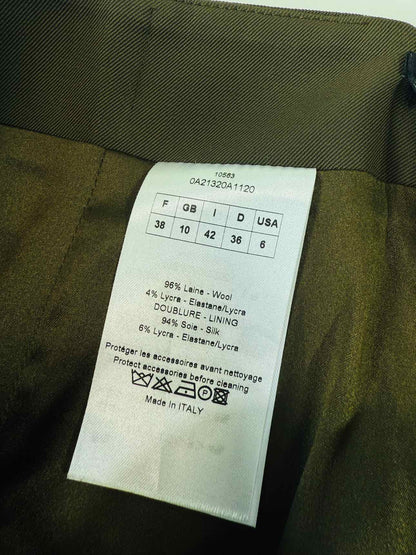 10563
0A21320A1120
F GB I D USA
38 10 42 36 6
96% Laine - Wool
4% Lycra - Elastane/Lycra
DOUBLURE - LINING
94% Soie - Silk
6% Lycra - Elastane/Lycra
Protéger les accessoires avant nettoyage
Protect accessories before cleaning
P
Made In ITALY